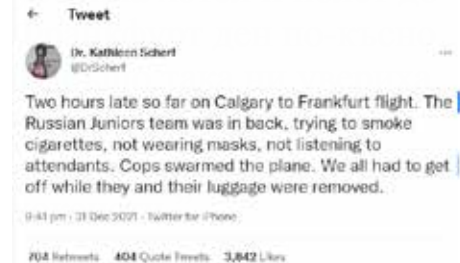 Tweet
Dr. Kathleen Scherf
@DrScherf
Two hours late so far on Calgary to Frankfurt flight. The
Russian Juniors team was in back, trying to smoke
cigarettes, not wearing masks, not listening to
attendants. Cops swarmed the plane. We all had to get
off while they and their luggage were removed.
9:41 pm · 31 Dec 2021 · Twitter for iPhone
704 Retweets 404 Quote Tweets 3,842 Likes